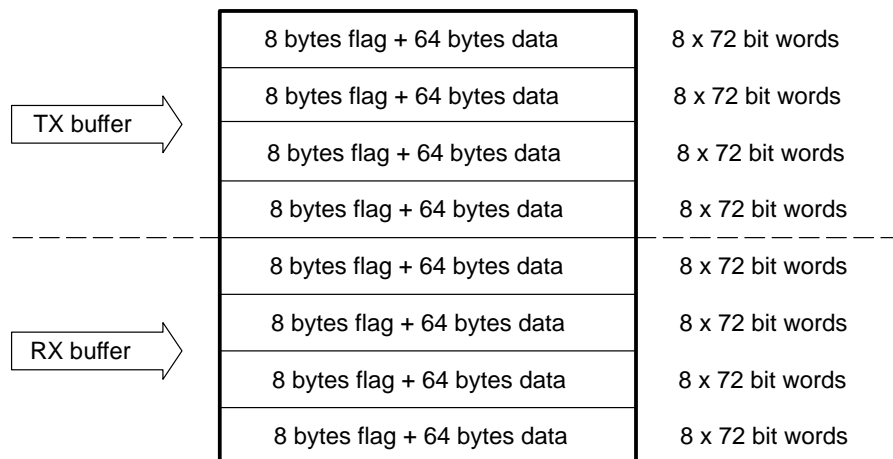 8 bytes flag + 64 bytes data 8 x 72 bit words
8 bytes flag + 64 bytes data 8 x 72 bit words
TX buffer
8 bytes flag + 64 bytes data 8 x 72 bit words
8 bytes flag + 64 bytes data 8 x 72 bit words
8 bytes flag + 64 bytes data 8 x 72 bit words
8 bytes flag + 64 bytes data 8 x 72 bit words
RX buffer
8 bytes flag + 64 bytes data 8 x 72 bit words
8 bytes flag + 64 bytes data 8 x 72 bit words